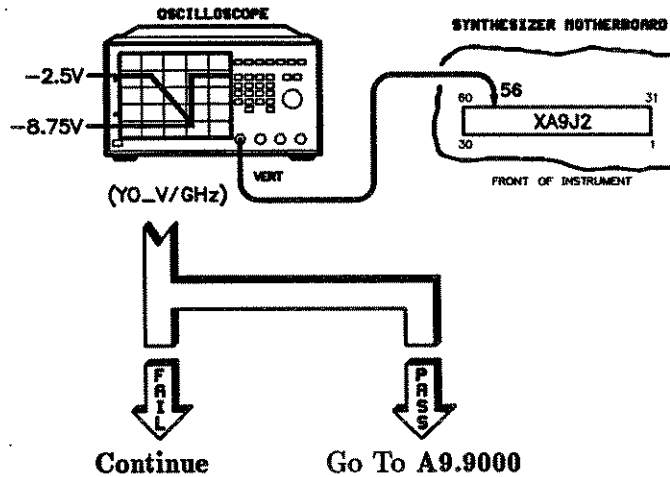 OSCILLOSCOPE
SYNTHESIZER MOTHERBOARD
-2.5V
-8.75V
VERT
(YO_V/GHz)
56
60
31
XA9J2
30
1
FRONT OF INSTRUMENT
FAIL
PASS
Continue
Go To A9.9000